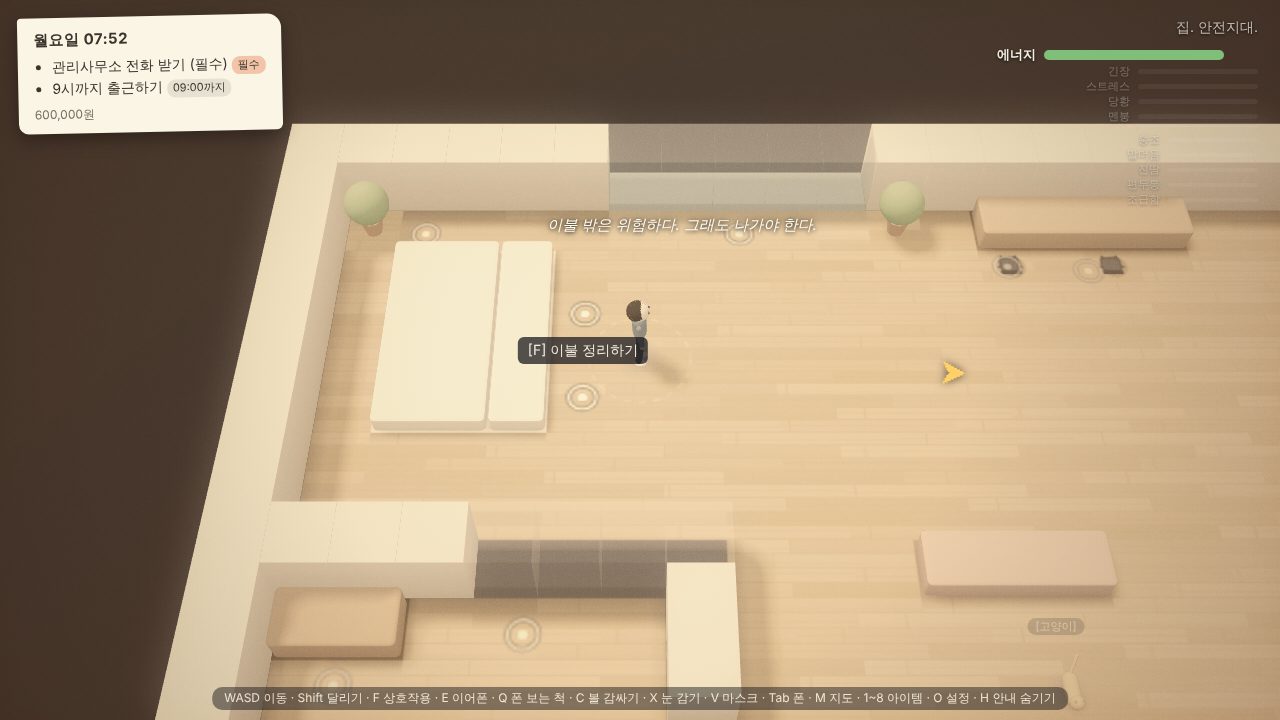 월요일 07:52
관리사무소 전화 받기 (필수) 필수
9시까지 출근하기 09:00까지
600,000원
집. 안전지대.
에너지
긴장
스트레스
당황
멘붕
이불 밖은 위험하다. 그래도 나가야 한다.
[F] 이불 정리하기
[고양이]
WASD 이동 · Shift 달리기 · F 상호작용 · E 이어폰 · Q 폰 보는 척 · C 볼 감싸기 · X 눈 감기 · V 마스크 · Tab 폰 · M 지도 · 1~8 아이템 · O 설정 · H 안내 숨기기